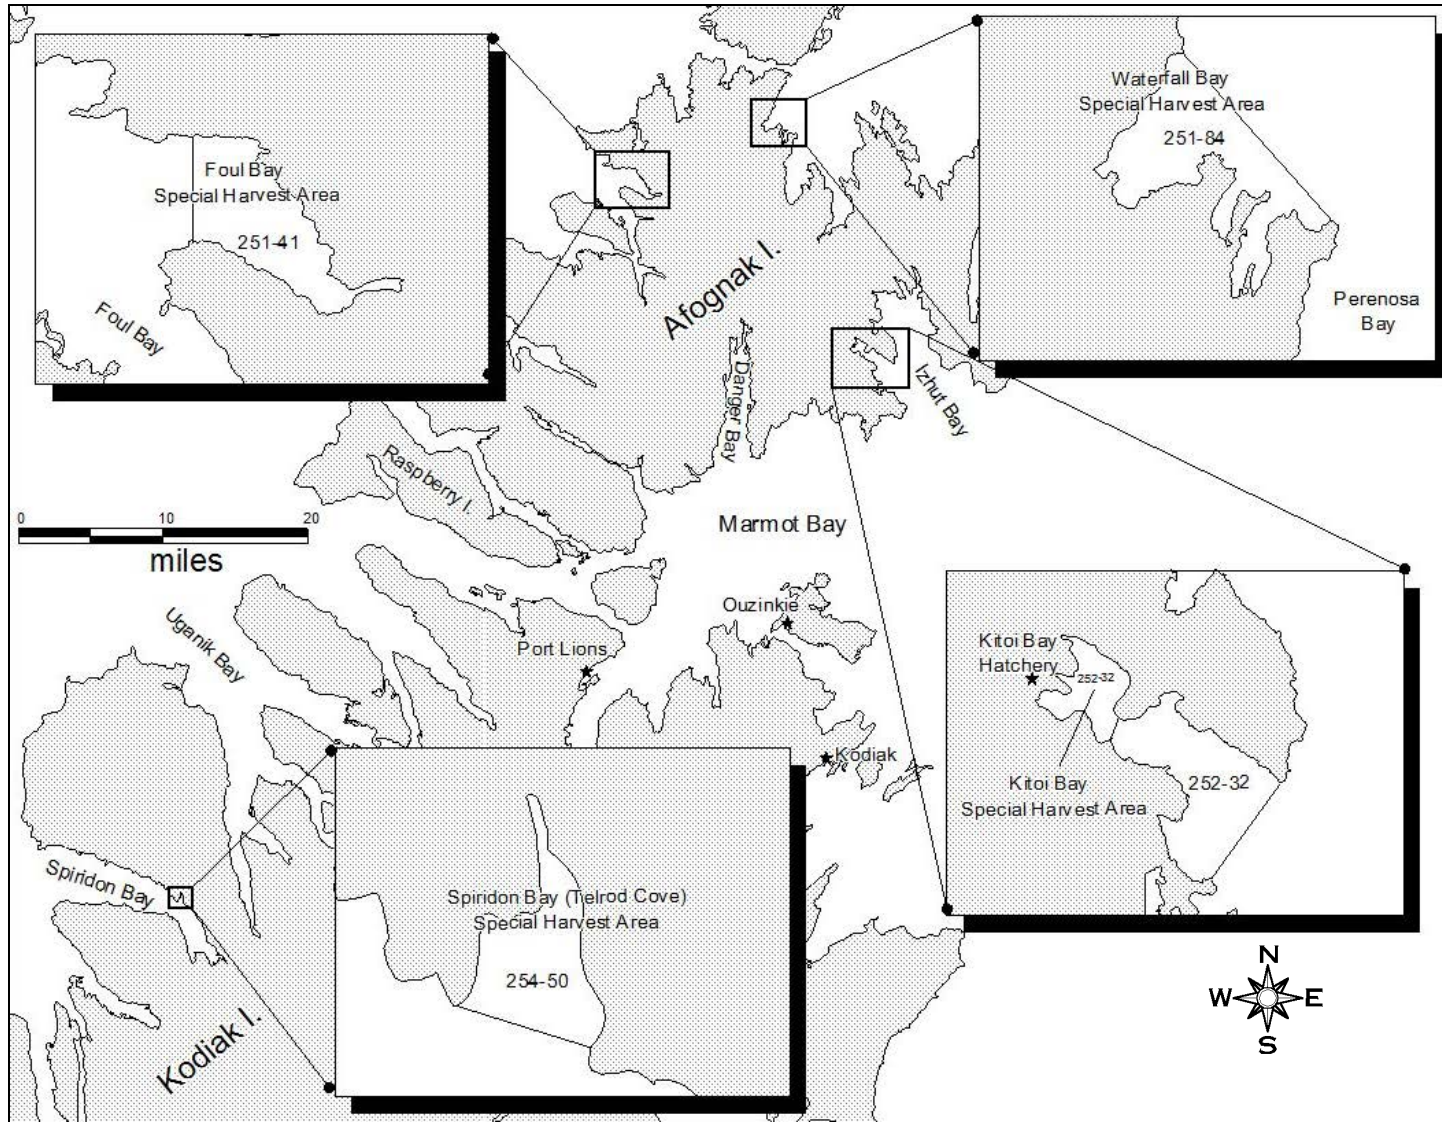 Waterfall Bay
Special Harvest Area
251-84
Perenosa
Bay
Foul Bay
Special Harvest Area
251-41
Foul Bay
Afognak I.
Danger Bay
Izhut Bay
Raspberry I.
0 10 20
miles
Marmot Bay
Ouzinkie
Port Lions
Uganik Bay
Kodiak
Kitoi Bay
Hatchery
252-32
Kitoi Bay
Special Harvest Area
252-32
Spiridon Bay
Spiridon Bay (Telrod Cove)
Special Harvest Area
254-50
Kodiak I.
N
W E
S